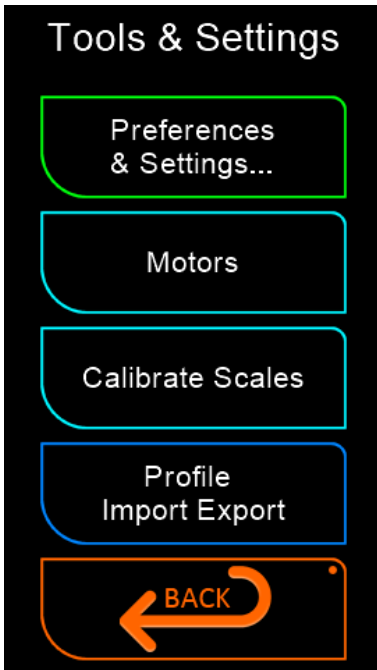 Tools & Settings
Preferences
& Settings...
Motors
Calibrate Scales
Profile
Import Export
BACK